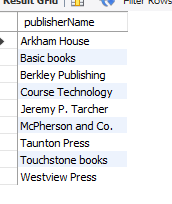 Result Grid
Filter Rows
publisherName
Arkham House
Basic books
Berkley Publishing
Course Technology
Jeremy P. Tarcher
McPherson and Co.
Taunton Press
Touchstone books
Westview Press